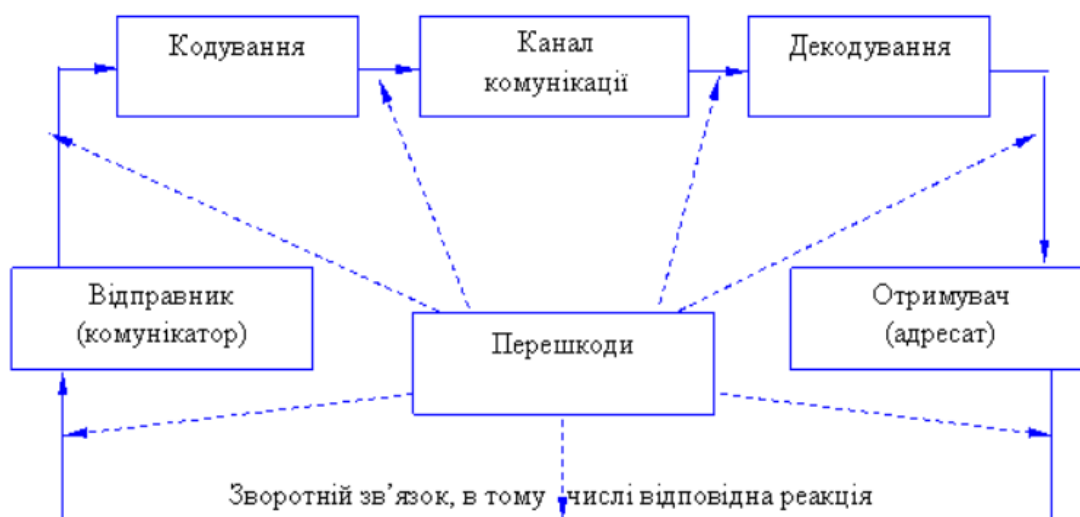 Кодування
Канал
комунікації
Декодування
Відправник
(комунікатор)
Перешкоди
Отримувач
(адресат)
Зворотній зв’язок, в тому числі відповідна реакція